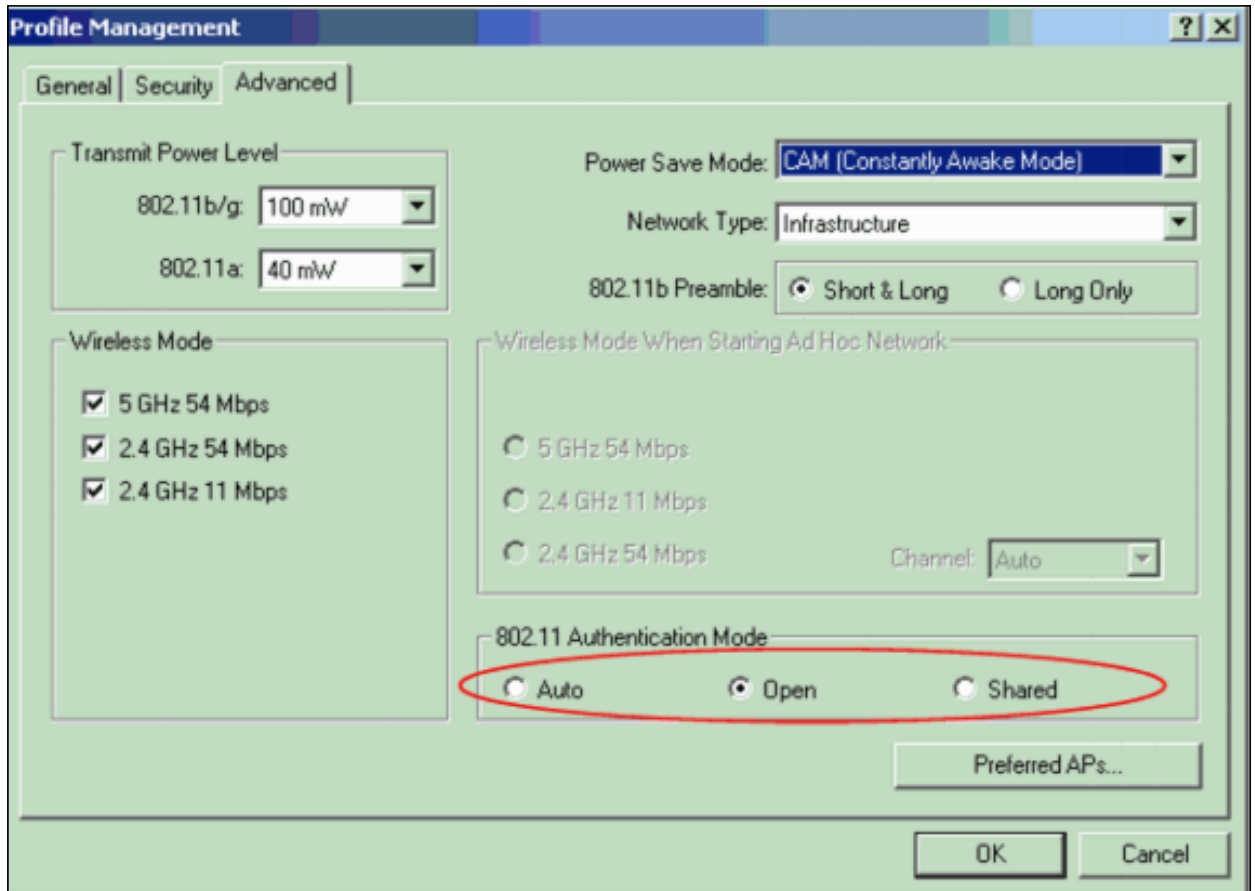 Profile Management
General Security Advanced
Transmit Power Level
802.11b/g: 100 mW
802.11a: 40 mW
Power Save Mode: CAM (Constantly Awake Mode)
Network Type: Infrastructure
802.11b Preamble: Short & Long Long Only
Wireless Mode
5 GHz 54 Mbps
2.4 GHz 54 Mbps
2.4 GHz 11 Mbps
Wireless Mode When Starting Ad Hoc Network
5 GHz 54 Mbps
2.4 GHz 11 Mbps
2.4 GHz 54 Mbps Channel: Auto
802.11 Authentication Mode
Auto Open Shared
Preferred APs...
OK Cancel